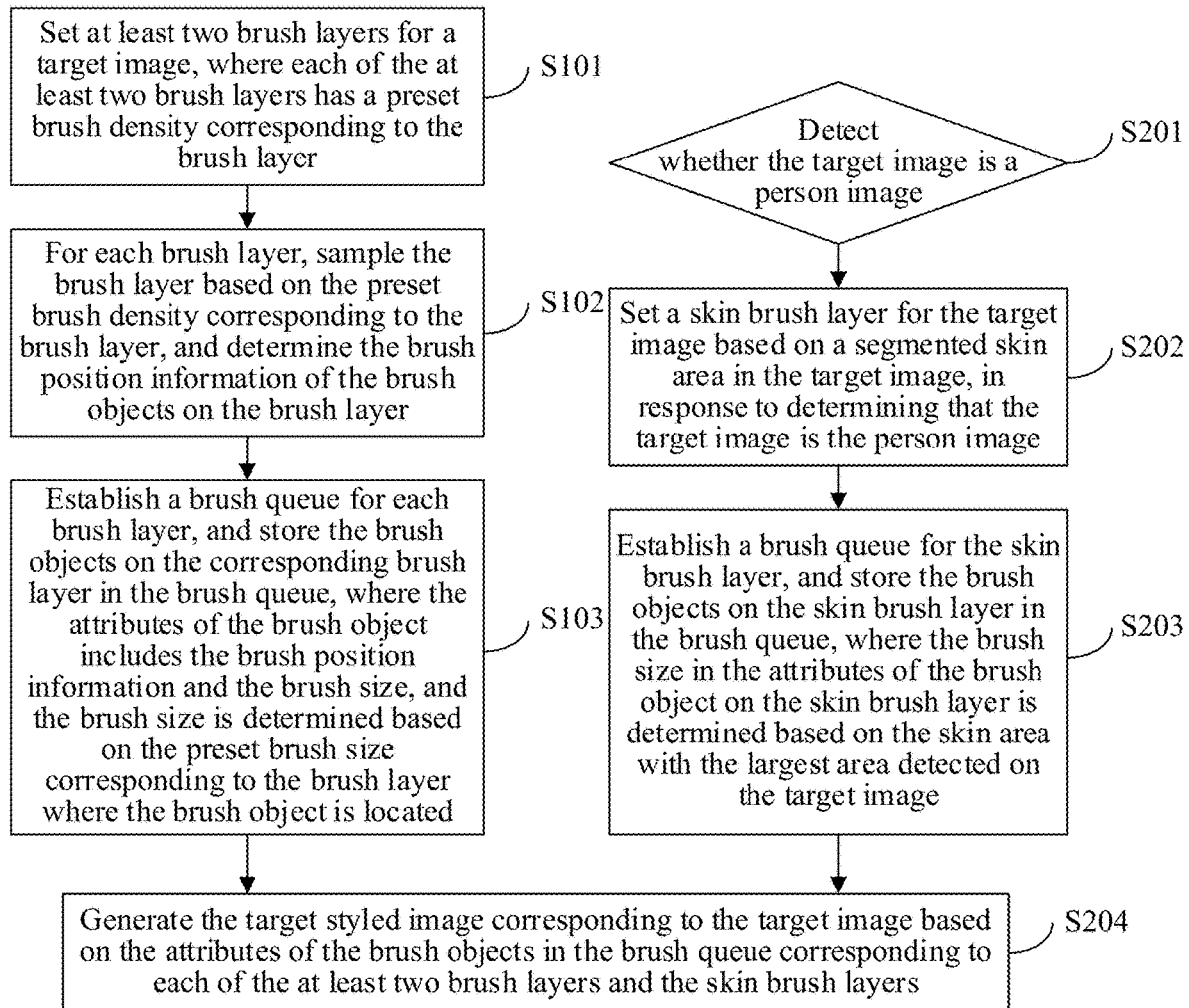 Set at least two brush layers for a
target image, where each of the at
least two brush layers has a preset
brush density corresponding to the
brush layer
S101
For each brush layer, sample the
brush layer based on the preset
brush density corresponding to the
brush layer, and determine the brush
position information of the brush
objects on the brush layer
S102
Establish a brush queue for each
brush layer, and store the brush
objects on the corresponding brush
layer in the brush queue, where the
attributes of the brush object
includes the brush position
information and the brush size, and
the brush size is determined based
on the preset brush size
corresponding to the brush layer
where the brush object is located
S103
Detect
whether the target image is a
person image
S201
Set a skin brush layer for the target
image based on a segmented skin
area in the target image, in
response to determining that the
target image is the person image
S202
Establish a brush queue for the skin
brush layer, and store the brush
objects on the skin brush layer in
the brush queue, where the brush
size in the attributes of the brush
object on the skin brush layer is
determined based on the skin area
with the largest area detected on
the target image
S203
Generate the target styled image corresponding to the target image based
on the attributes of the brush objects in the brush queue corresponding to
each of the at least two brush layers and the skin brush layers
S204